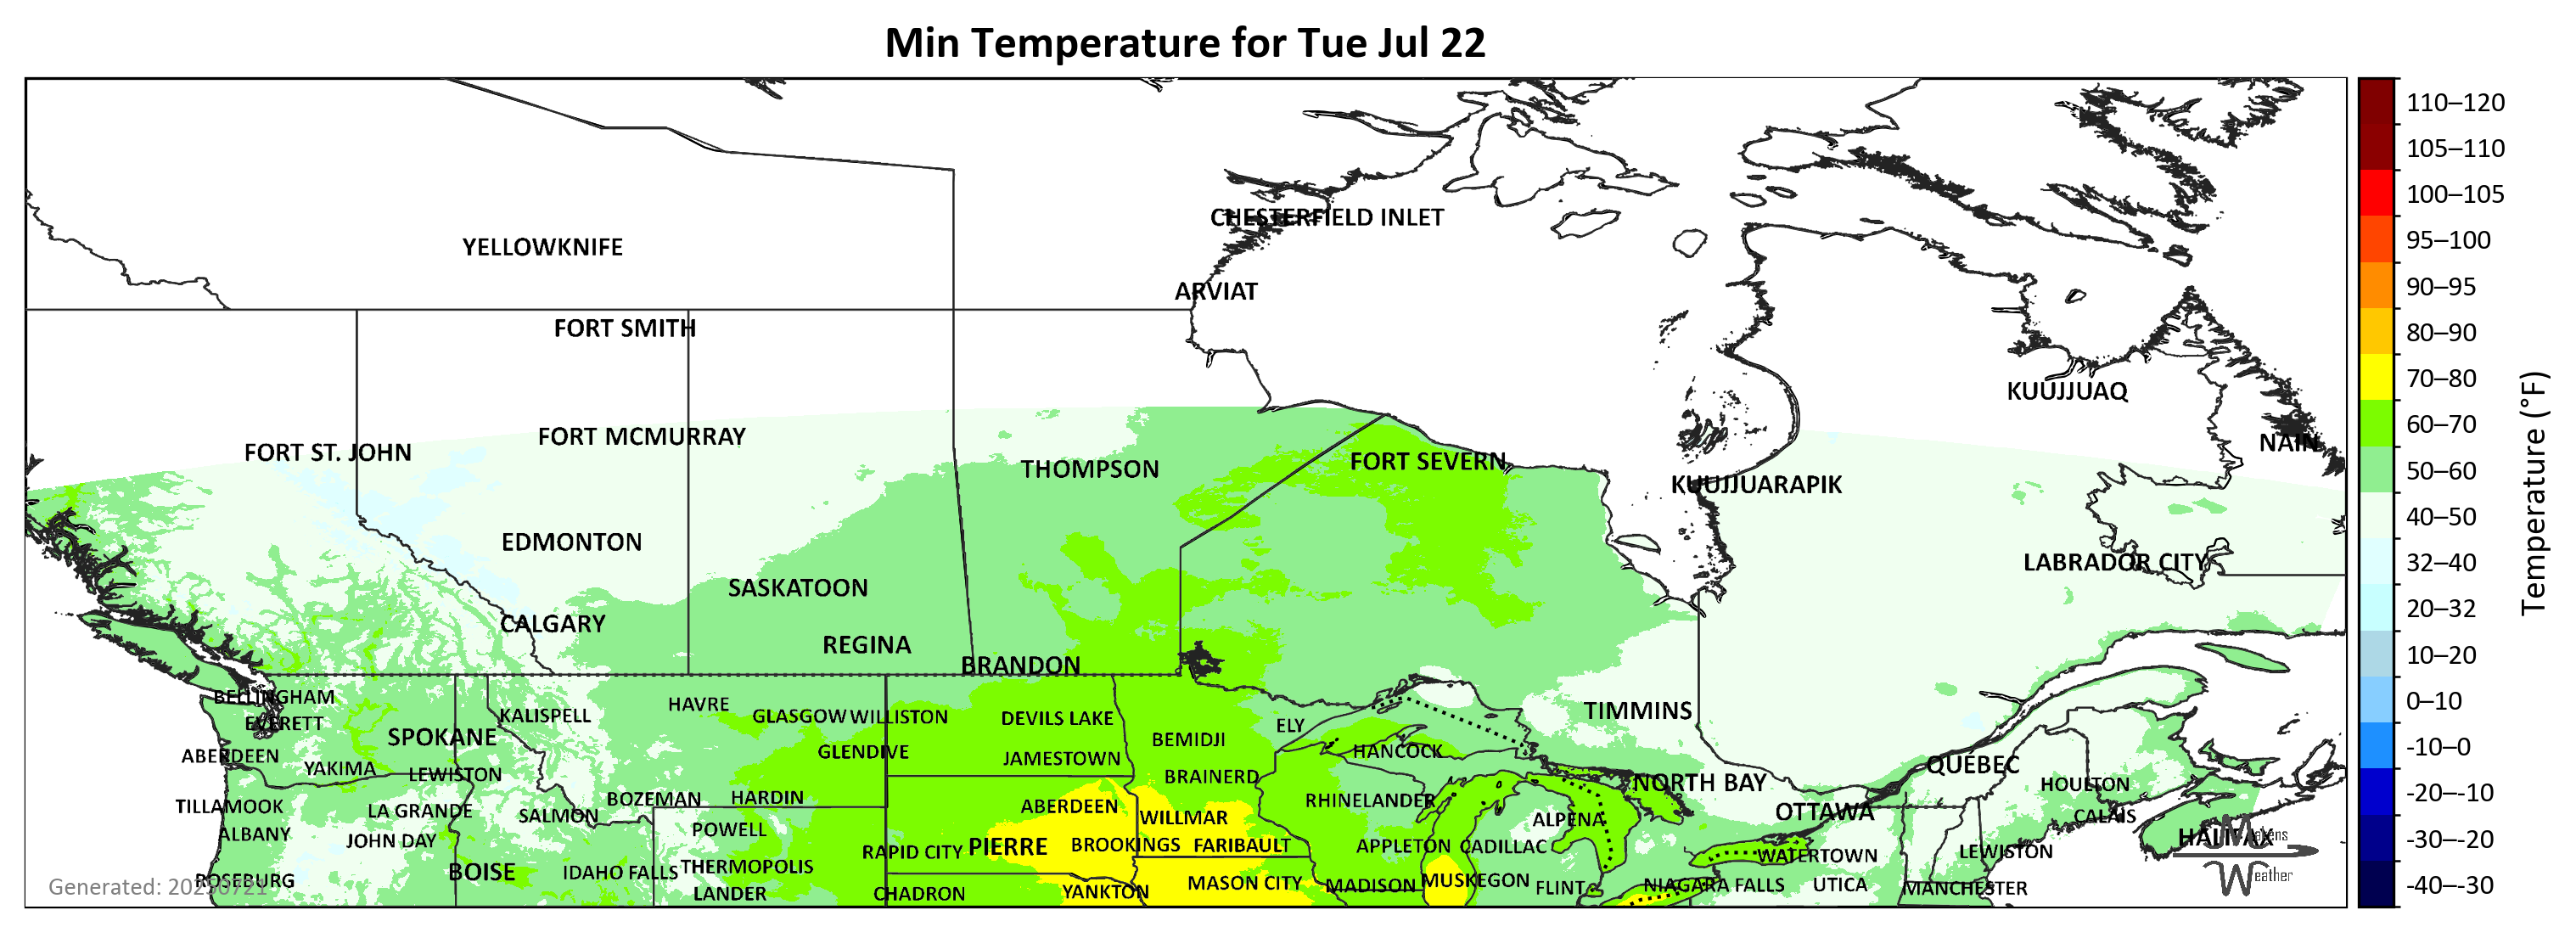 Min Temperature for Tue Jul 22
110–120
105–110
CHESTERFIELD INLET
100–105
YELLOWKNIFE
95–100
ARVIAT
90–95
FORT SMITH
80–90
70–80
KUUJJUAQ
60–70
FORT MCMURRAY
NAIN
FORT ST. JOHN
THOMPSON
FORT SEVERN
50–60
KUUJJUARAPIK
40–50
EDMONTON
LABRADOR CITY
32–40
SASKATOON
20–32
CALGARY
REGINA
10–20
BRANDON
Temperature (°F)
BELLINGHAM
HAVRE
0–10
KALISPELL
GLASGOW WILLISTON
DEVILS LAKE
TIMMINS
EVERETT
ELY
SPOKANE
BEMIDJI
-10–0
ABERDEEN
GLENDIVE
JAMESTOWN
HANCOCK
YAKIMA
LEWISTON
BRAINERD
QUÉBEC
NORTH BAY
HOULTON
-20–-10
TILLAMOOK
LA GRANDE
BOZEMAN
HARDIN
ABERDEEN
RHINELANDER
OTTAWA
SALMON
WILLMAR
ALPENA
CALAIS
ALBANY
JOHN DAY
POWELL
HALIFAX
Makens
-30–-20
RAPID CITY
PIERRE
BROOKINGS
FARIBAULT
APPLETON
CADILLAC
WATERTOWN
LEWISTON
BOISE
IDAHO FALLS
THERMOPOLIS
Weather
ROSEBURG
Generated: 20250721
LANDER
CHADRON
YANKTON
MASON CITY
MADISON
MUSKEGON
FLINT
NIAGARA FALLS
UTICA
MANCHESTER
-40–-30